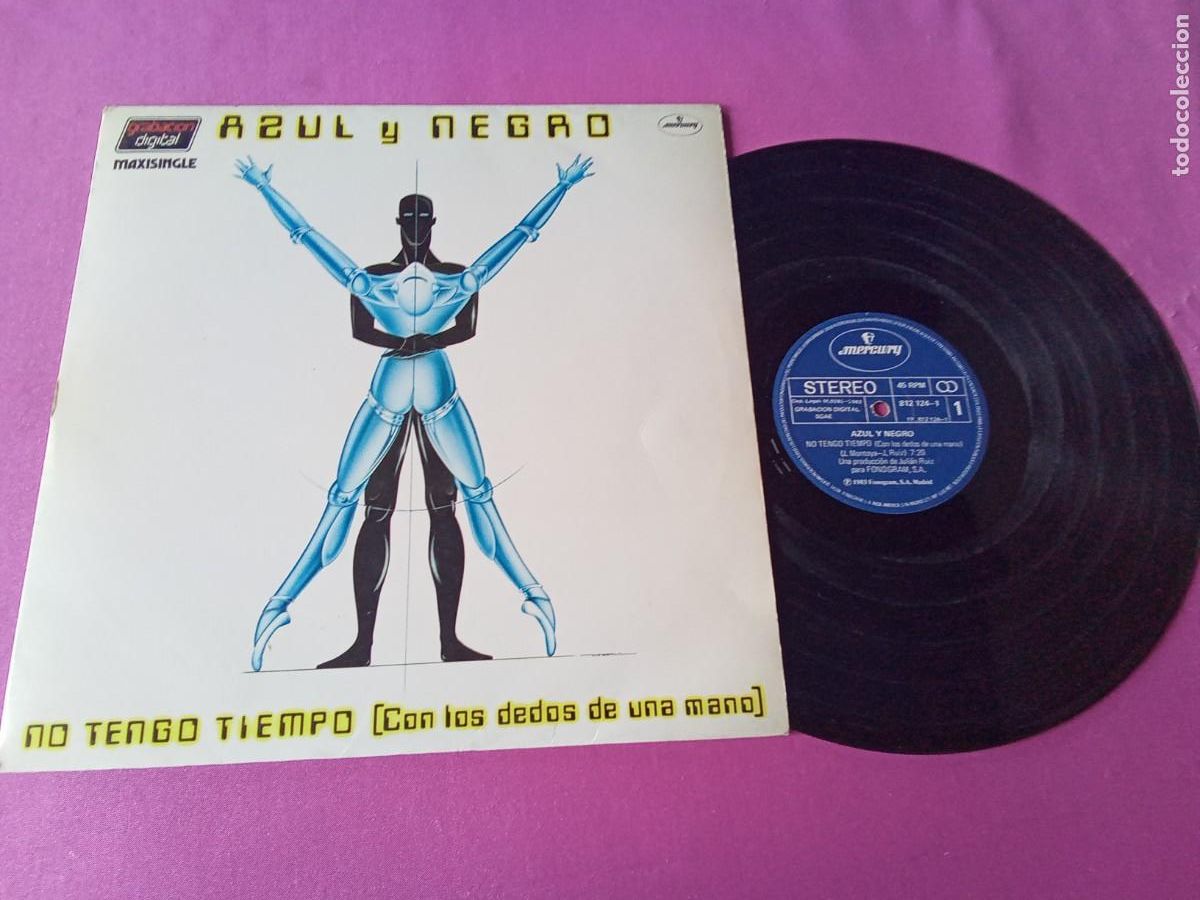 grabacion
digital
MAXISINGLE
AZUL y NEGRO
mercury
NO TENGO TIEMPO [Con los dedos de una mano]
mercury
STEREO
45 RPM
GRABACION DIGITAL
SGAE
812 124-1
1
AZUL Y NEGRO
NO TENGO TIEMPO (Con los dedos de una mano)
(J. Montoya-J. Ruiz) 7:20
Una producción de Julián Ruiz
para FONOGRAM, S.A.
℗ 1983 Fonogram, S.A. Madrid
todocoleccion